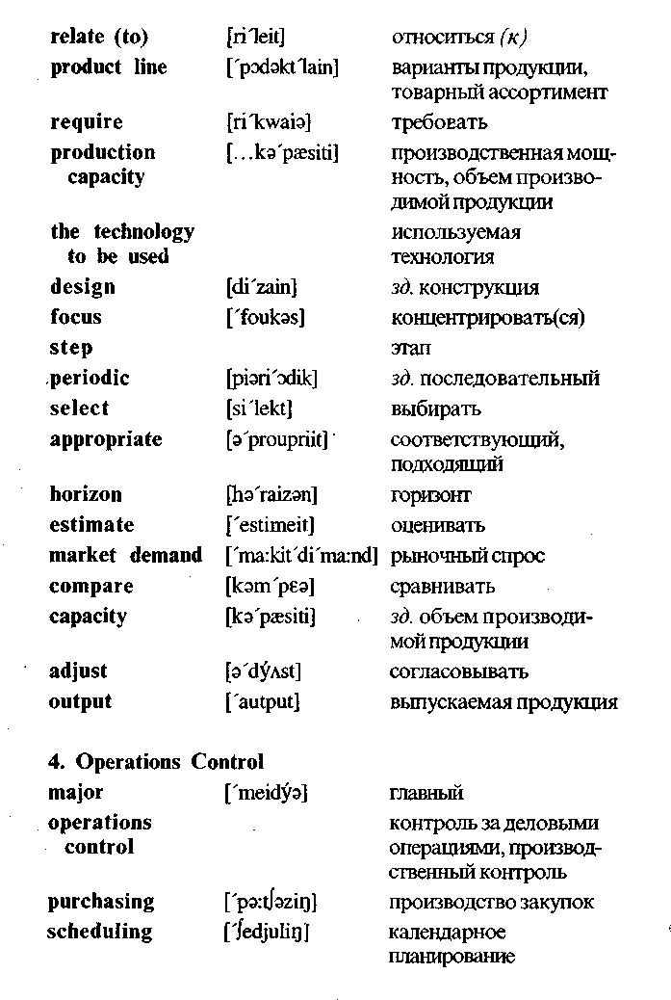 relate (to) [ri´leit] относиться (к)
product line [´pɔdəkt´lain] варианты продукции,
товарный ассортимент
require [ri´kwaiə] требовать
production [...kə´pæsiti] производственная мощ-
capacity ность, объем произво-
димой продукции
the technology используемая
to be used технология
design [di´zain] зд. конструкция
focus [´foukəs] концентрировать(ся)
step этап
periodic [piəri´ɔdik] зд. последовательный
select [si´lekt] выбирать
appropriate [ə´proupriit] соответствующий,
подходящий
horizon [hə´raizən] горизонт
estimate [´estimeit] оценивать
market demand [´ma:kit´di´ma:nd] рыночный спрос
compare [kəm´pɛə] сравнивать
capacity [kə´pæsiti] зд. объем производи-
мой продукции
adjust [ə´dýʌst] согласовывать
output [´autput] выпускаемая продукция
4. Operations Control
major [´meidýə] главный
operations контроль за деловыми
control операциями, производ-
ственный контроль
purchasing [´pə:tʃəziŋ] производство закупок
scheduling [´ʃedjuliŋ] календарное
планирование